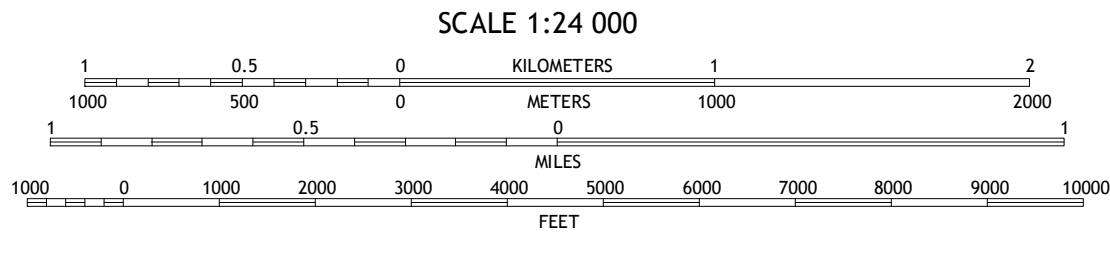 SCALE 1:24 000
1 0.5 0 KILOMETERS 1 2
1000 500 0 METERS 1000 2000
1 0.5 0 1
MILES
1000 0 1000 2000 3000 4000 5000 6000 7000 8000 9000 10000
FEET